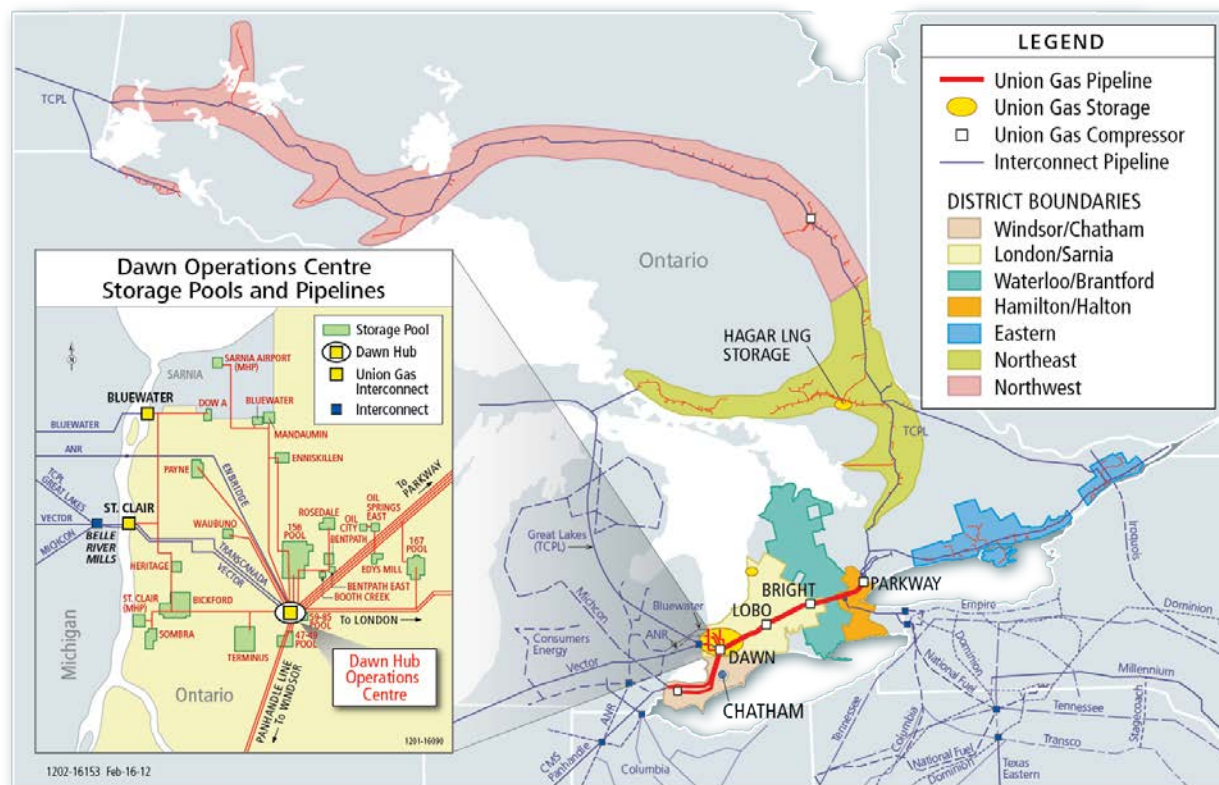 LEGEND
Union Gas Pipeline
Union Gas Storage
Union Gas Compressor
Interconnect Pipeline
DISTRICT BOUNDARIES
Windsor/Chatham
London/Sarnia
Waterloo/Brantford
Hamilton/Halton
Eastern
Northeast
Northwest
TCPL
Ontario
HAGAR LNG
STORAGE
TCPL
Great Lakes
(TCPL)
Michcon
Bluewater
ANR
Consumers
Energy
Vector
ANR
CMS
Panhandle
Columbia
DAWN
LOBO
BRIGHT
PARKWAY
CHATHAM
Iroquois
Empire
Dominion
Dominion
National Fuel
Millennium
Tennessee
Columbia
Tennessee
Transco
Stagecoach
National Fuel
Dominion
Texas
Eastern
Dawn Operations Centre
Storage Pools and Pipelines
Storage Pool
Dawn Hub
Union Gas
Interconnect
Interconnect
N
SARNIA AIRPORT
(MHP)
SARNIA
BLUEWATER
DOW A
BLUEWATER
MANDAUMIN
BLUEWATER
ANR
ENNISKILLEN
PAYNE
ENBRIDGE
To
PARKWAY
TCPL
GREAT LAKES
VECTOR
MICHCON
ST. CLAIR
BELLE
RIVER
MILLS
WAUBUNO
ROSEDALE
OIL
CITY
OIL
SPRINGS
EAST
BENTPATH
156
POOL
167
POOL
TRANSCANADA
VECTOR
EDYS MILL
BENTPATH EAST
BOOTH CREEK
HERITAGE
BICKFORD
ST. CLAIR
(MHP)
SOMBRA
TERMINUS
59-85
POOL
To LONDON
47-49
POOL
Dawn Hub
Operations
Centre
Michigan
Ontario
PANHANDLE LINE
To WINDSOR
1201-16090
1202-16153 Feb-16-12